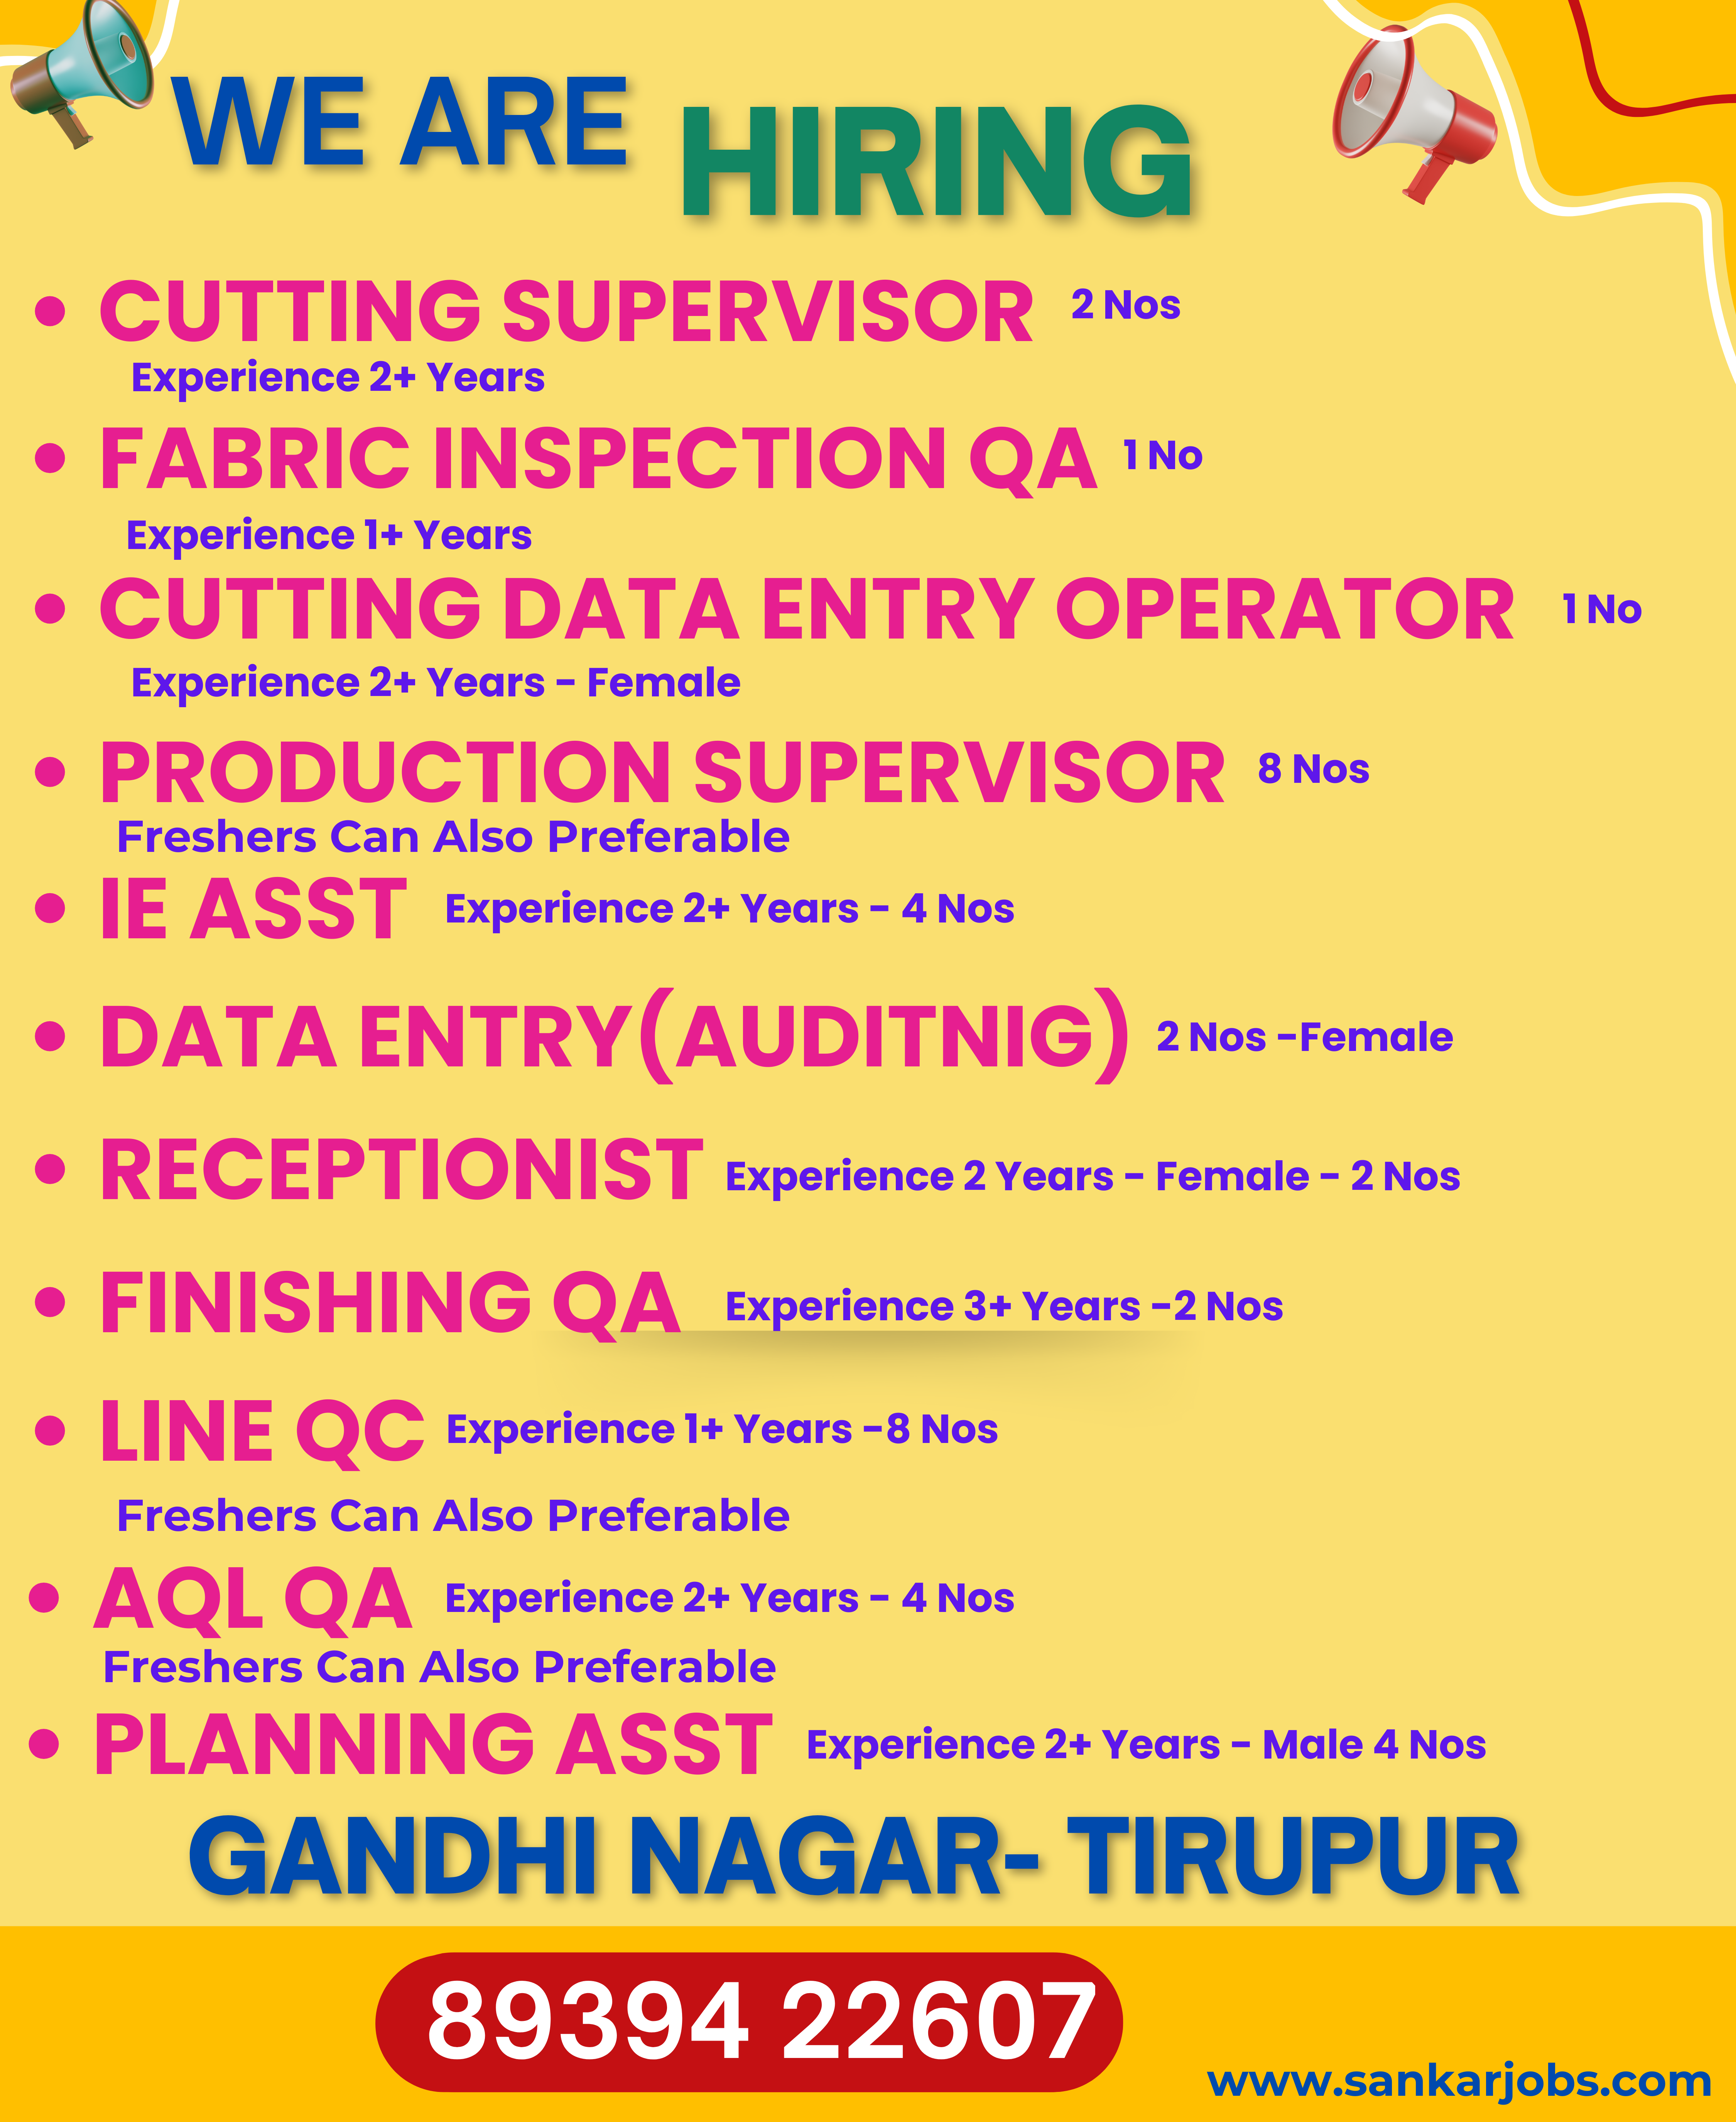 WE ARE HIRING
• CUTTING SUPERVISOR 2 Nos
Experience 2+ Years
• FABRIC INSPECTION QA 1 No
Experience 1+ Years
• CUTTING DATA ENTRY OPERATOR 1 No
Experience 2+ Years - Female
• PRODUCTION SUPERVISOR 8 Nos
Freshers Can Also Preferable
• IE ASST Experience 2+ Years - 4 Nos
• DATA ENTRY(AUDITNIG) 2 Nos -Female
• RECEPTIONIST Experience 2 Years - Female - 2 Nos
• FINISHING QA Experience 3+ Years -2 Nos
• LINE QC Experience 1+ Years -8 Nos
Freshers Can Also Preferable
• AQL QA Experience 2+ Years - 4 Nos
Freshers Can Also Preferable
• PLANNING ASST Experience 2+ Years - Male 4 Nos
GANDHI NAGAR- TIRUPUR
89394 22607
www.sankarjobs.com